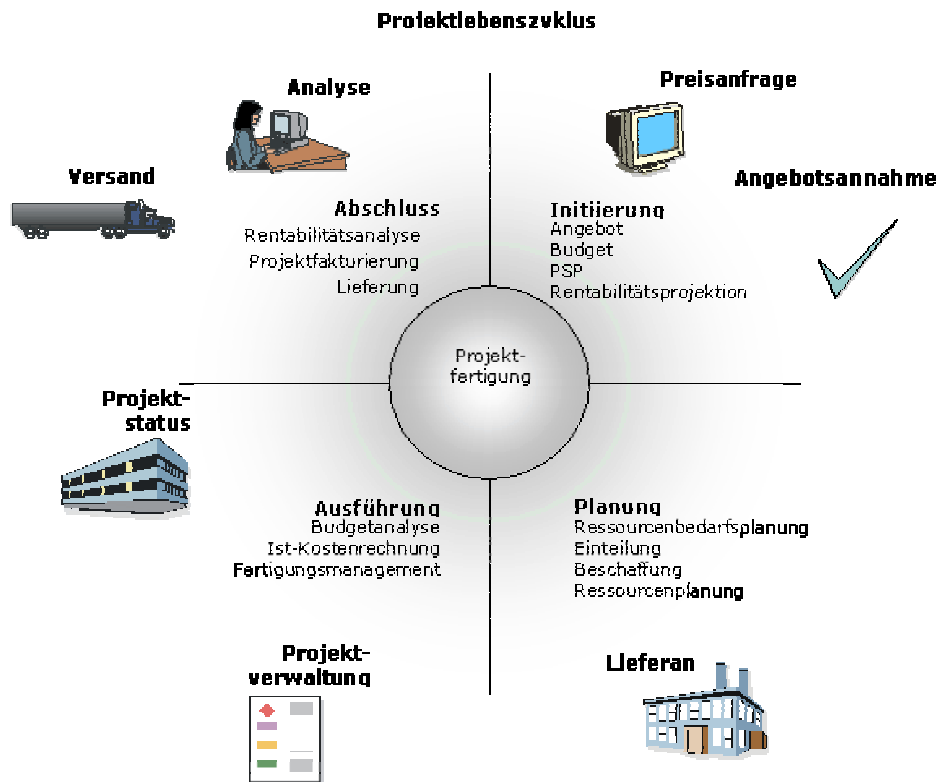 Projektlebenszyklus
Analyse
Preisanfrage
Versand
Angebotsannahme
Abschluss
Rentabilitätsanalyse
Projektfakturierung
Lieferung
Initiierung
Angebot
Budget
PSP
Rentabilitätsprojektion
Projekt-
fertigung
Projekt-
status
Ausführung
Budgetanalyse
Ist-Kostenrechnung
Fertigungsmanagement
Planung
Ressourcenbedarfsplanung
Einteilung
Beschaffung
Ressourcenplanung
Projekt-
verwaltung
Lieferan